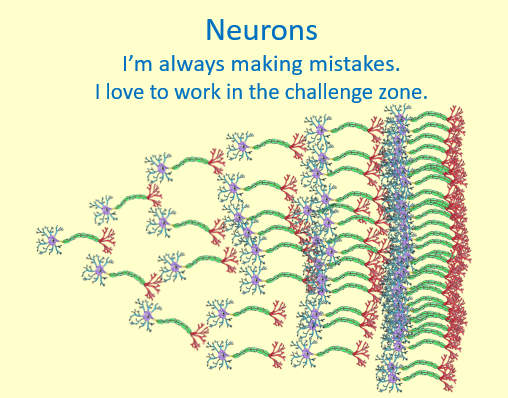 Neurons
I'm always making mistakes.
I love to work in the challenge zone.